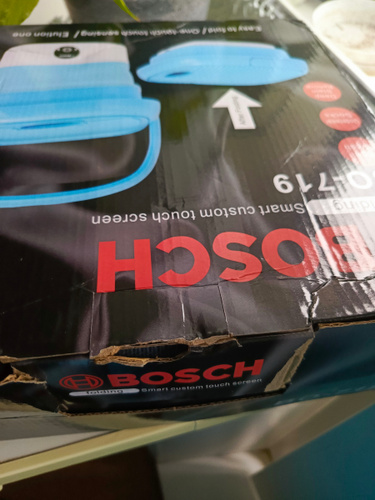 Easy to fold / One-touch touch sensing / Elution one
Smart custom touch screen
BOSCH
BOSCH
folding
Smart custom touch screen